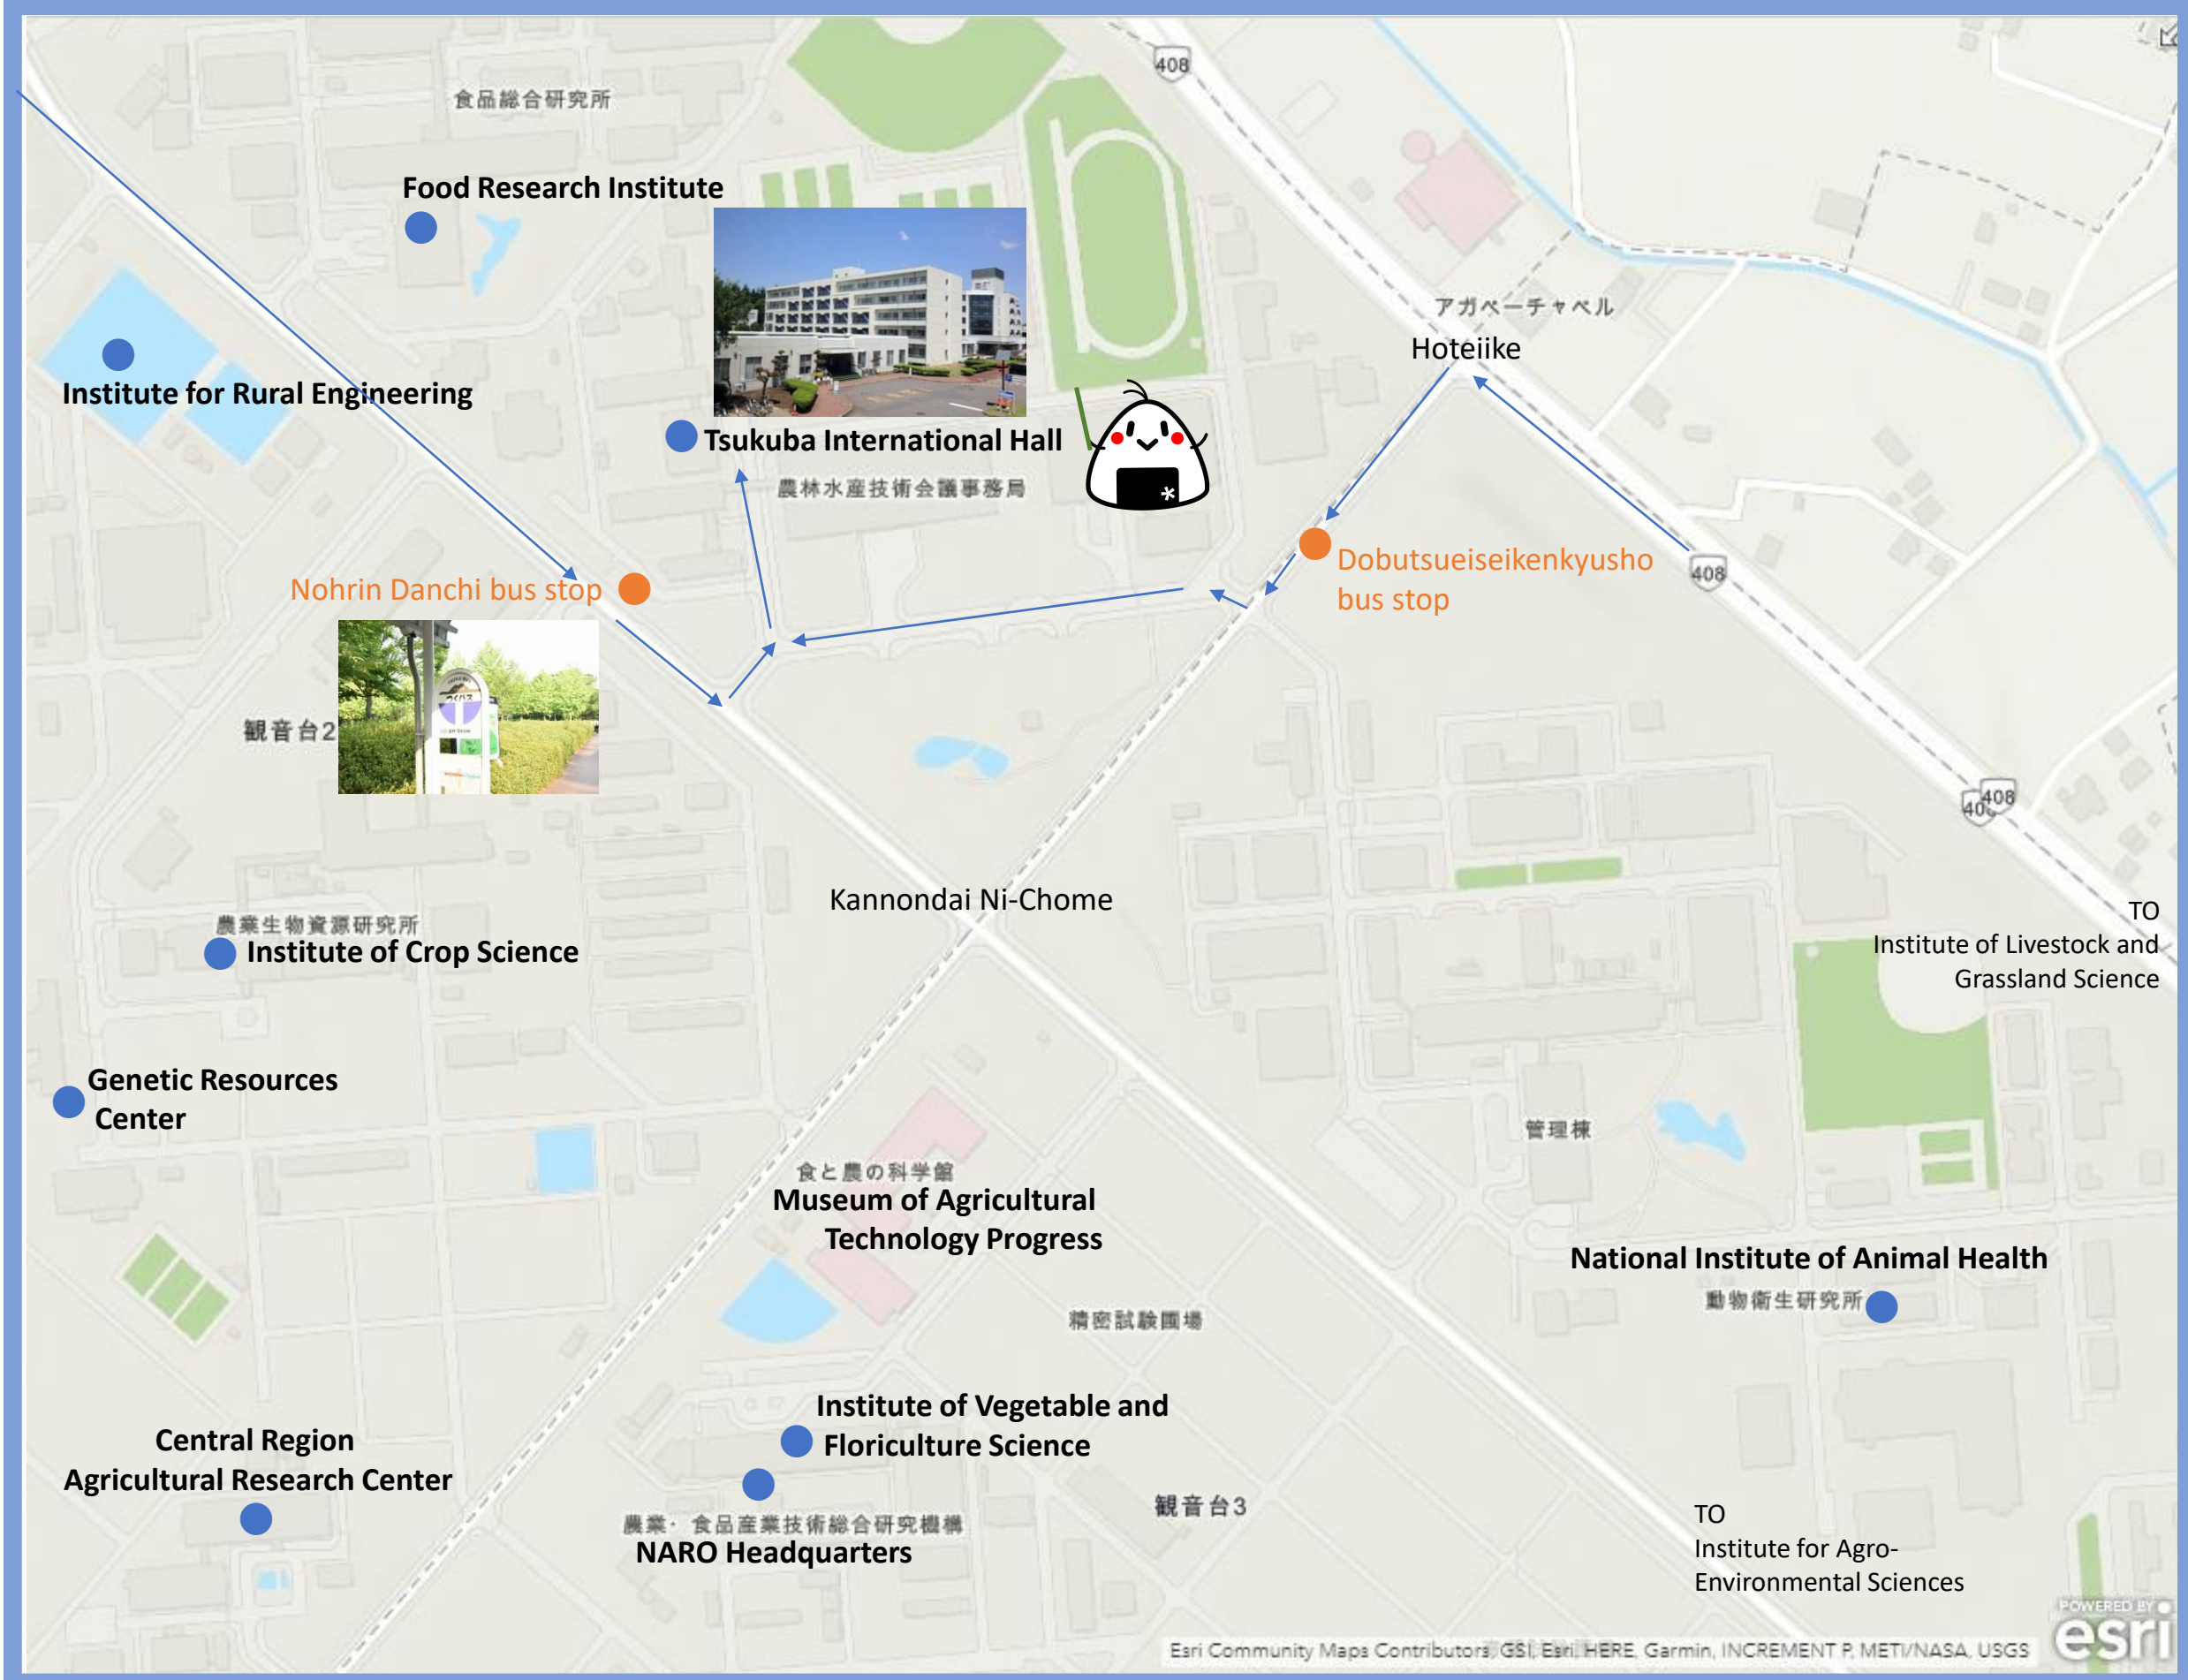 408
食品総合研究所
Food Research Institute
アガペーチャペル
Hoteiike
Institute for Rural Engineering
Tsukuba International Hall
農林水産技術会議事務局
*
Dobutsueiseikenkyusho
bus stop
408
Nohrin Danchi bus stop
つくバス
観音台2
408
40
Kannondai Ni-Chome
TO
Institute of Livestock and
Grassland Science
農業生物資源研究所
Institute of Crop Science
Genetic Resources
Center
管理棟
食と農の科学館
Museum of Agricultural
Technology Progress
National Institute of Animal Health
動物衛生研究所
精密試験圃場
Institute of Vegetable and
Floriculture Science
Central Region
Agricultural Research Center
観音台3
農業・食品産業技術総合研究機構
NARO Headquarters
TO
Institute for Agro-
Environmental Sciences
POWERED BY
esri
Esri Community Maps Contributors, GSI, Esri, HERE, Garmin, INCREMENT P, METI/NASA, USGS